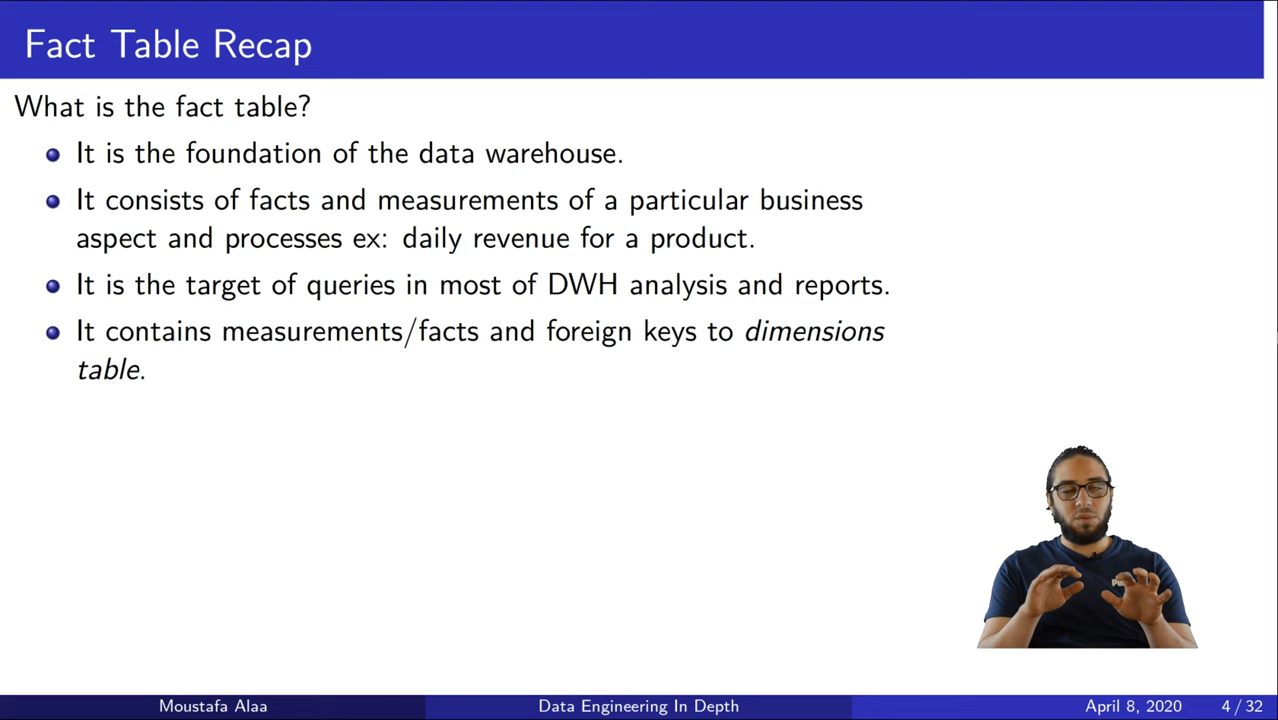 Fact Table Recap
What is the fact table?
It is the foundation of the data warehouse.
It consists of facts and measurements of a particular business
aspect and processes ex: daily revenue for a product.
It is the target of queries in most of DWH analysis and reports.
It contains measurements/facts and foreign keys to dimensions
table.
Moustafa Alaa Data Engineering In Depth April 8, 2020 4 / 32